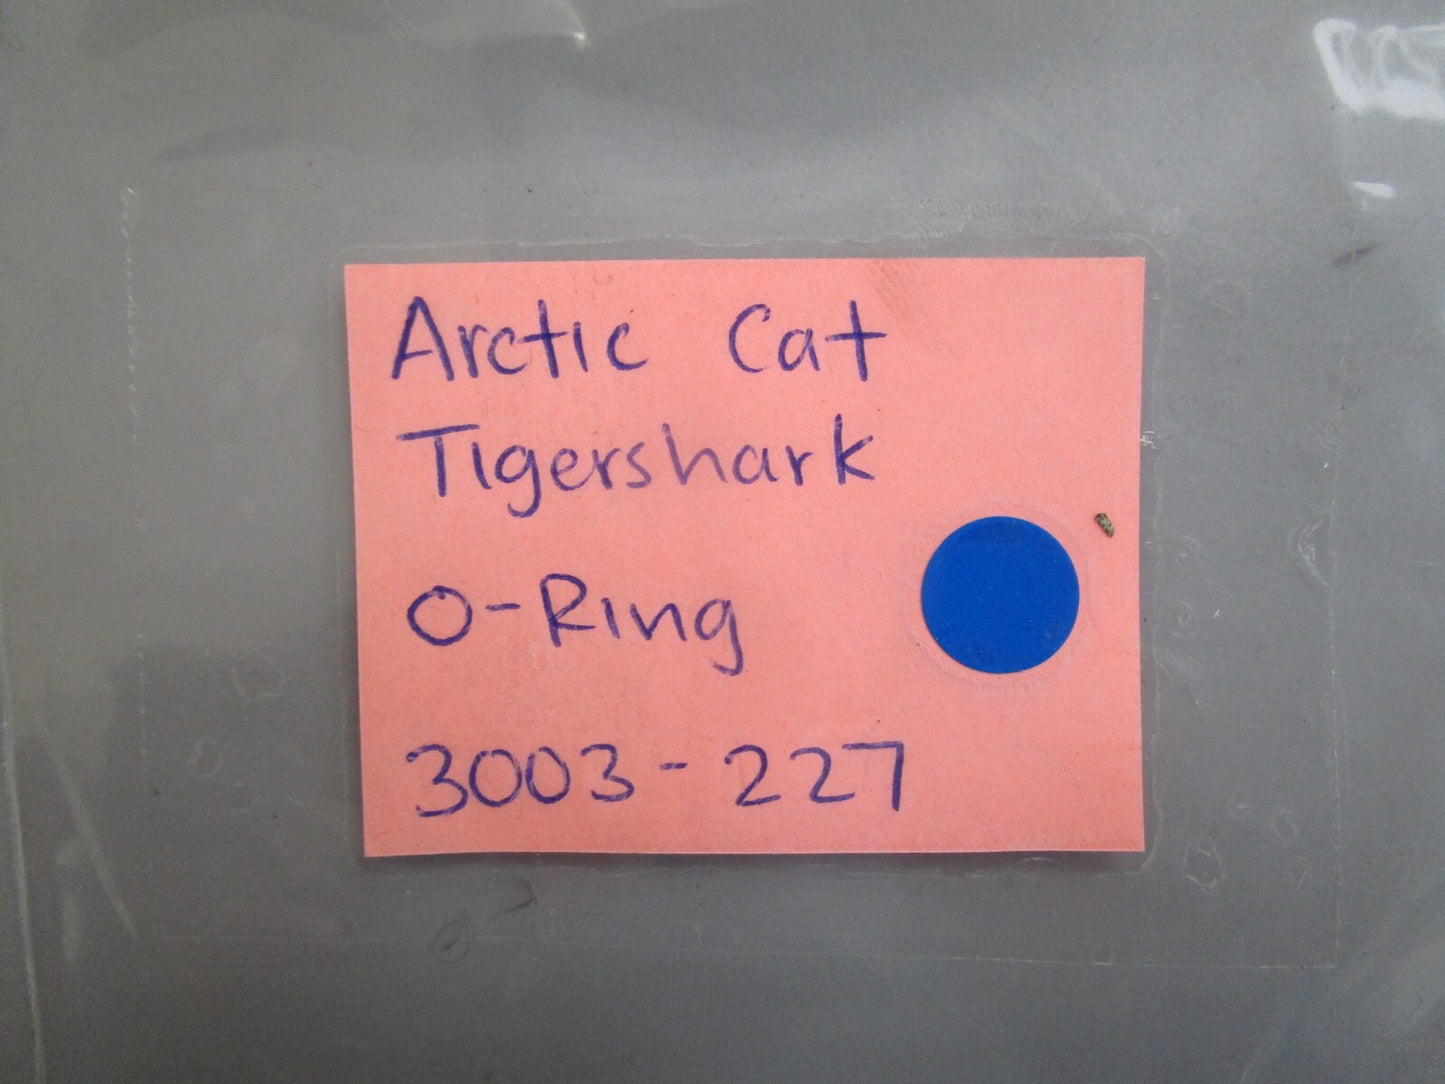 Arctic Cat
Tigershark
O-Ring
3003-227